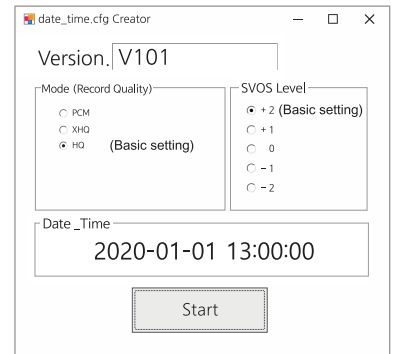 date_time.cfg Creator
Version. V101
Mode (Record Quality)
PCM
XHQ
HQ (Basic setting)
SVOS Level
+ 2 (Basic setting)
+ 1
0
– 1
– 2
Date _Time
2020-01-01 13:00:00
Start